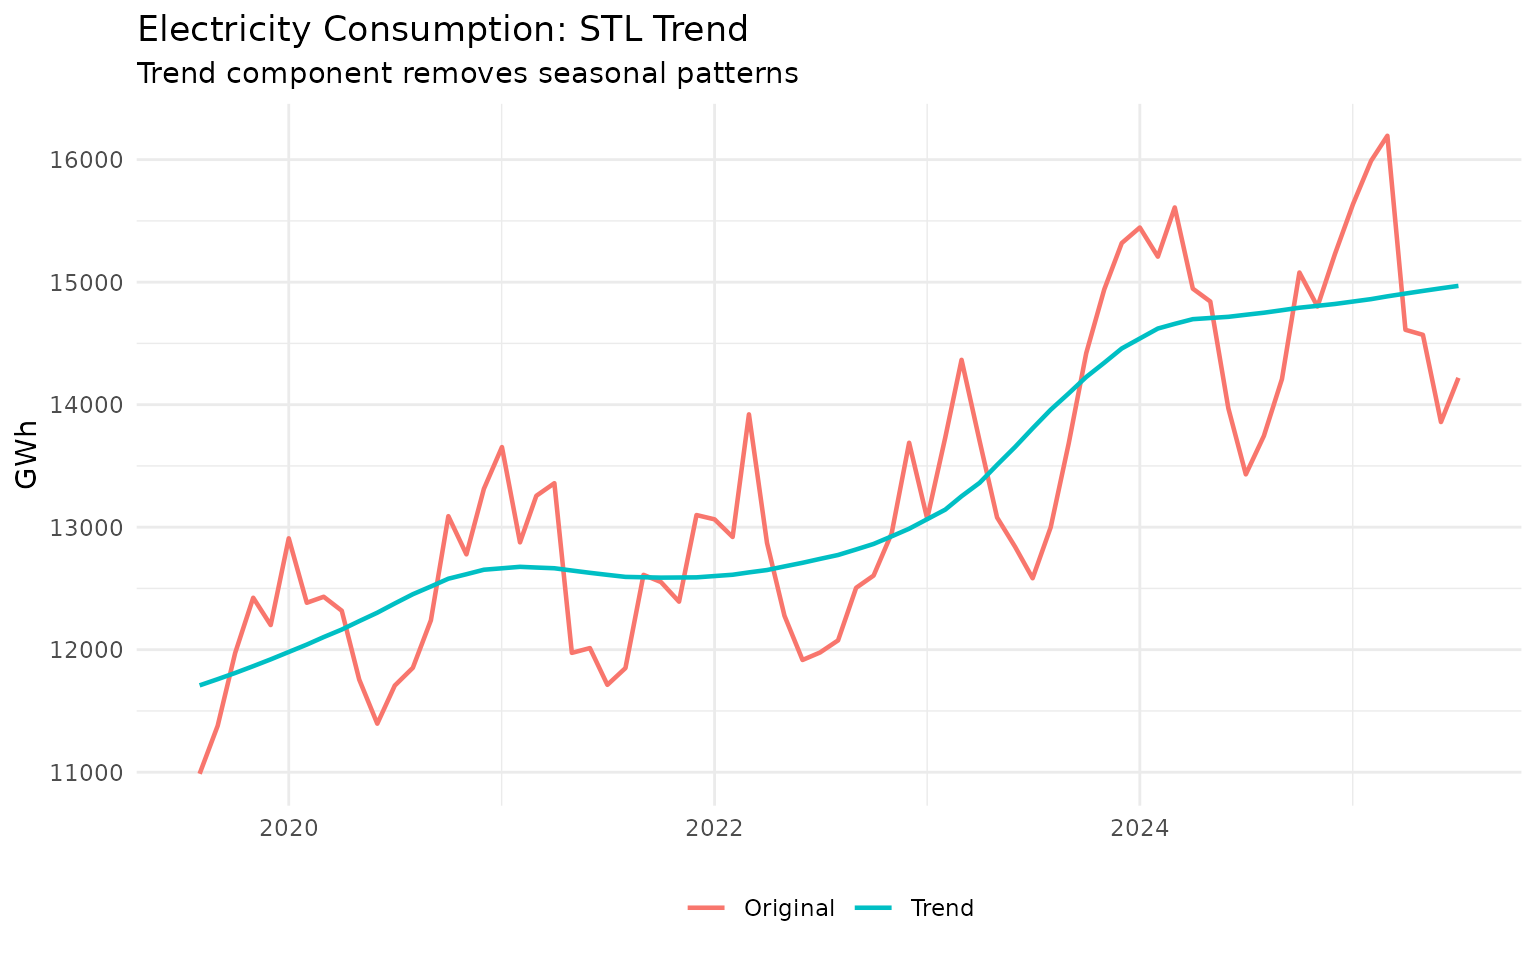 Electricity Consumption: STL Trend
Trend component removes seasonal patterns
GWh
16000
15000
14000
13000
12000
11000
2020
2022
2024
Original
Trend